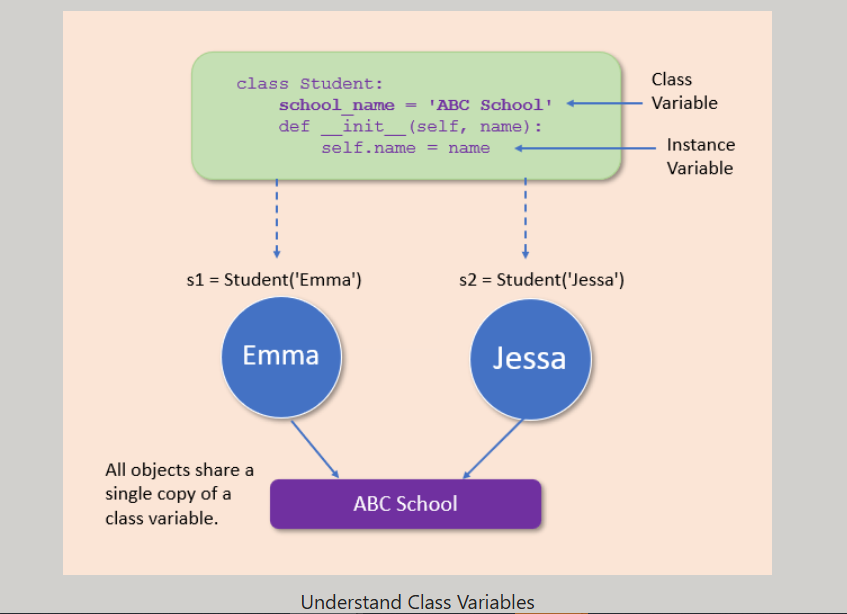 class Student:
school_name = 'ABC School'
def __init__(self, name):
self.name = name
Class
Variable
Instance
Variable
s1 = Student('Emma')
s2 = Student('Jessa')
Emma
Jessa
All objects share a
single copy of a
class variable.
ABC School
Understand Class Variables